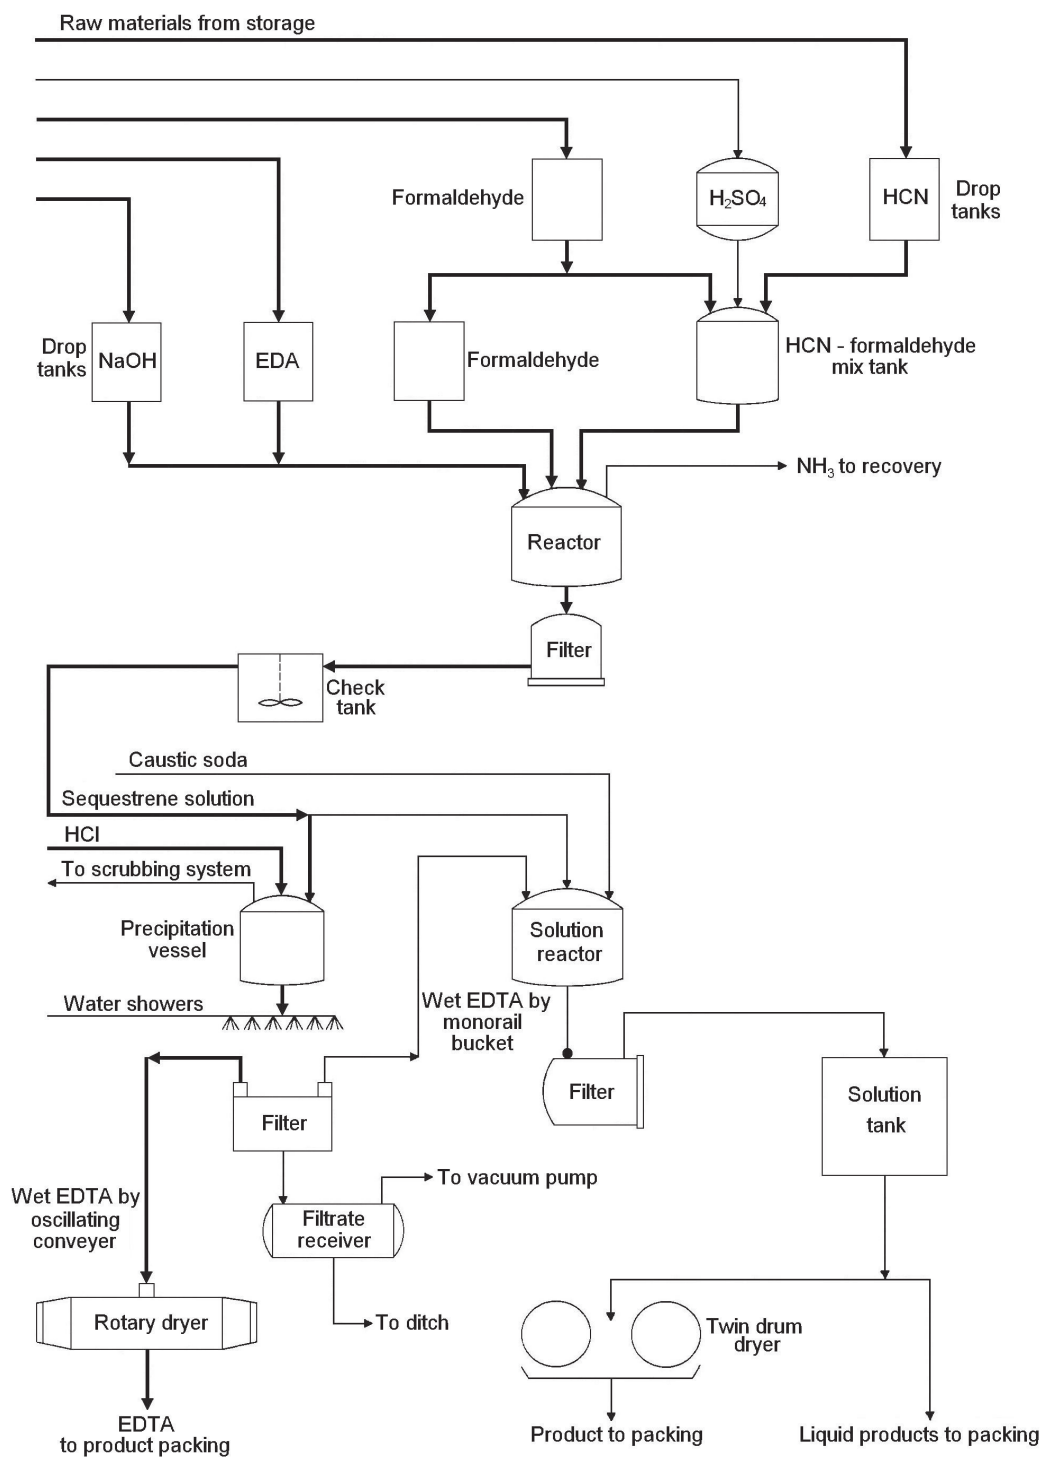 Raw materials from storage
Formaldehyde
H₂SO₄
HCN
Drop
tanks
Drop
tanks
NaOH
EDA
Formaldehyde
HCN - formaldehyde
mix tank
NH₃ to recovery
Reactor
Filter
Check
tank
Caustic soda
Sequestrene solution
HCl
To scrubbing system
Precipitation
vessel
Solution
reactor
Water showers
Wet EDTA by
monorail
bucket
Filter
Filter
Solution
tank
To vacuum pump
Wet EDTA by
oscillating
conveyer
Filtrate
receiver
To ditch
Rotary dryer
Twin drum
dryer
EDTA
to product packing
Product to packing
Liquid products to packing